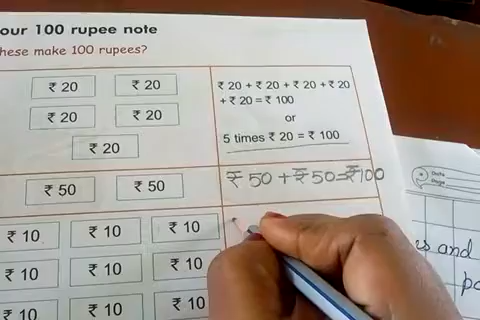 our 100 rupee note
hese make 100 rupees?
₹ 20 ₹ 20
₹ 20 ₹ 20
₹ 20
₹ 20 + ₹ 20 + ₹ 20 + ₹ 20
+ ₹ 20 = ₹ 100
or
5 times ₹ 20 = ₹ 100
₹ 50 ₹ 50
₹ 50 + ₹ 50 = ₹ 100
₹ 10 ₹ 10 ₹ 10
₹ 10 ₹ 10 ₹ 10
₹ 10 ₹ 10 ₹ 10
Date
Page
and